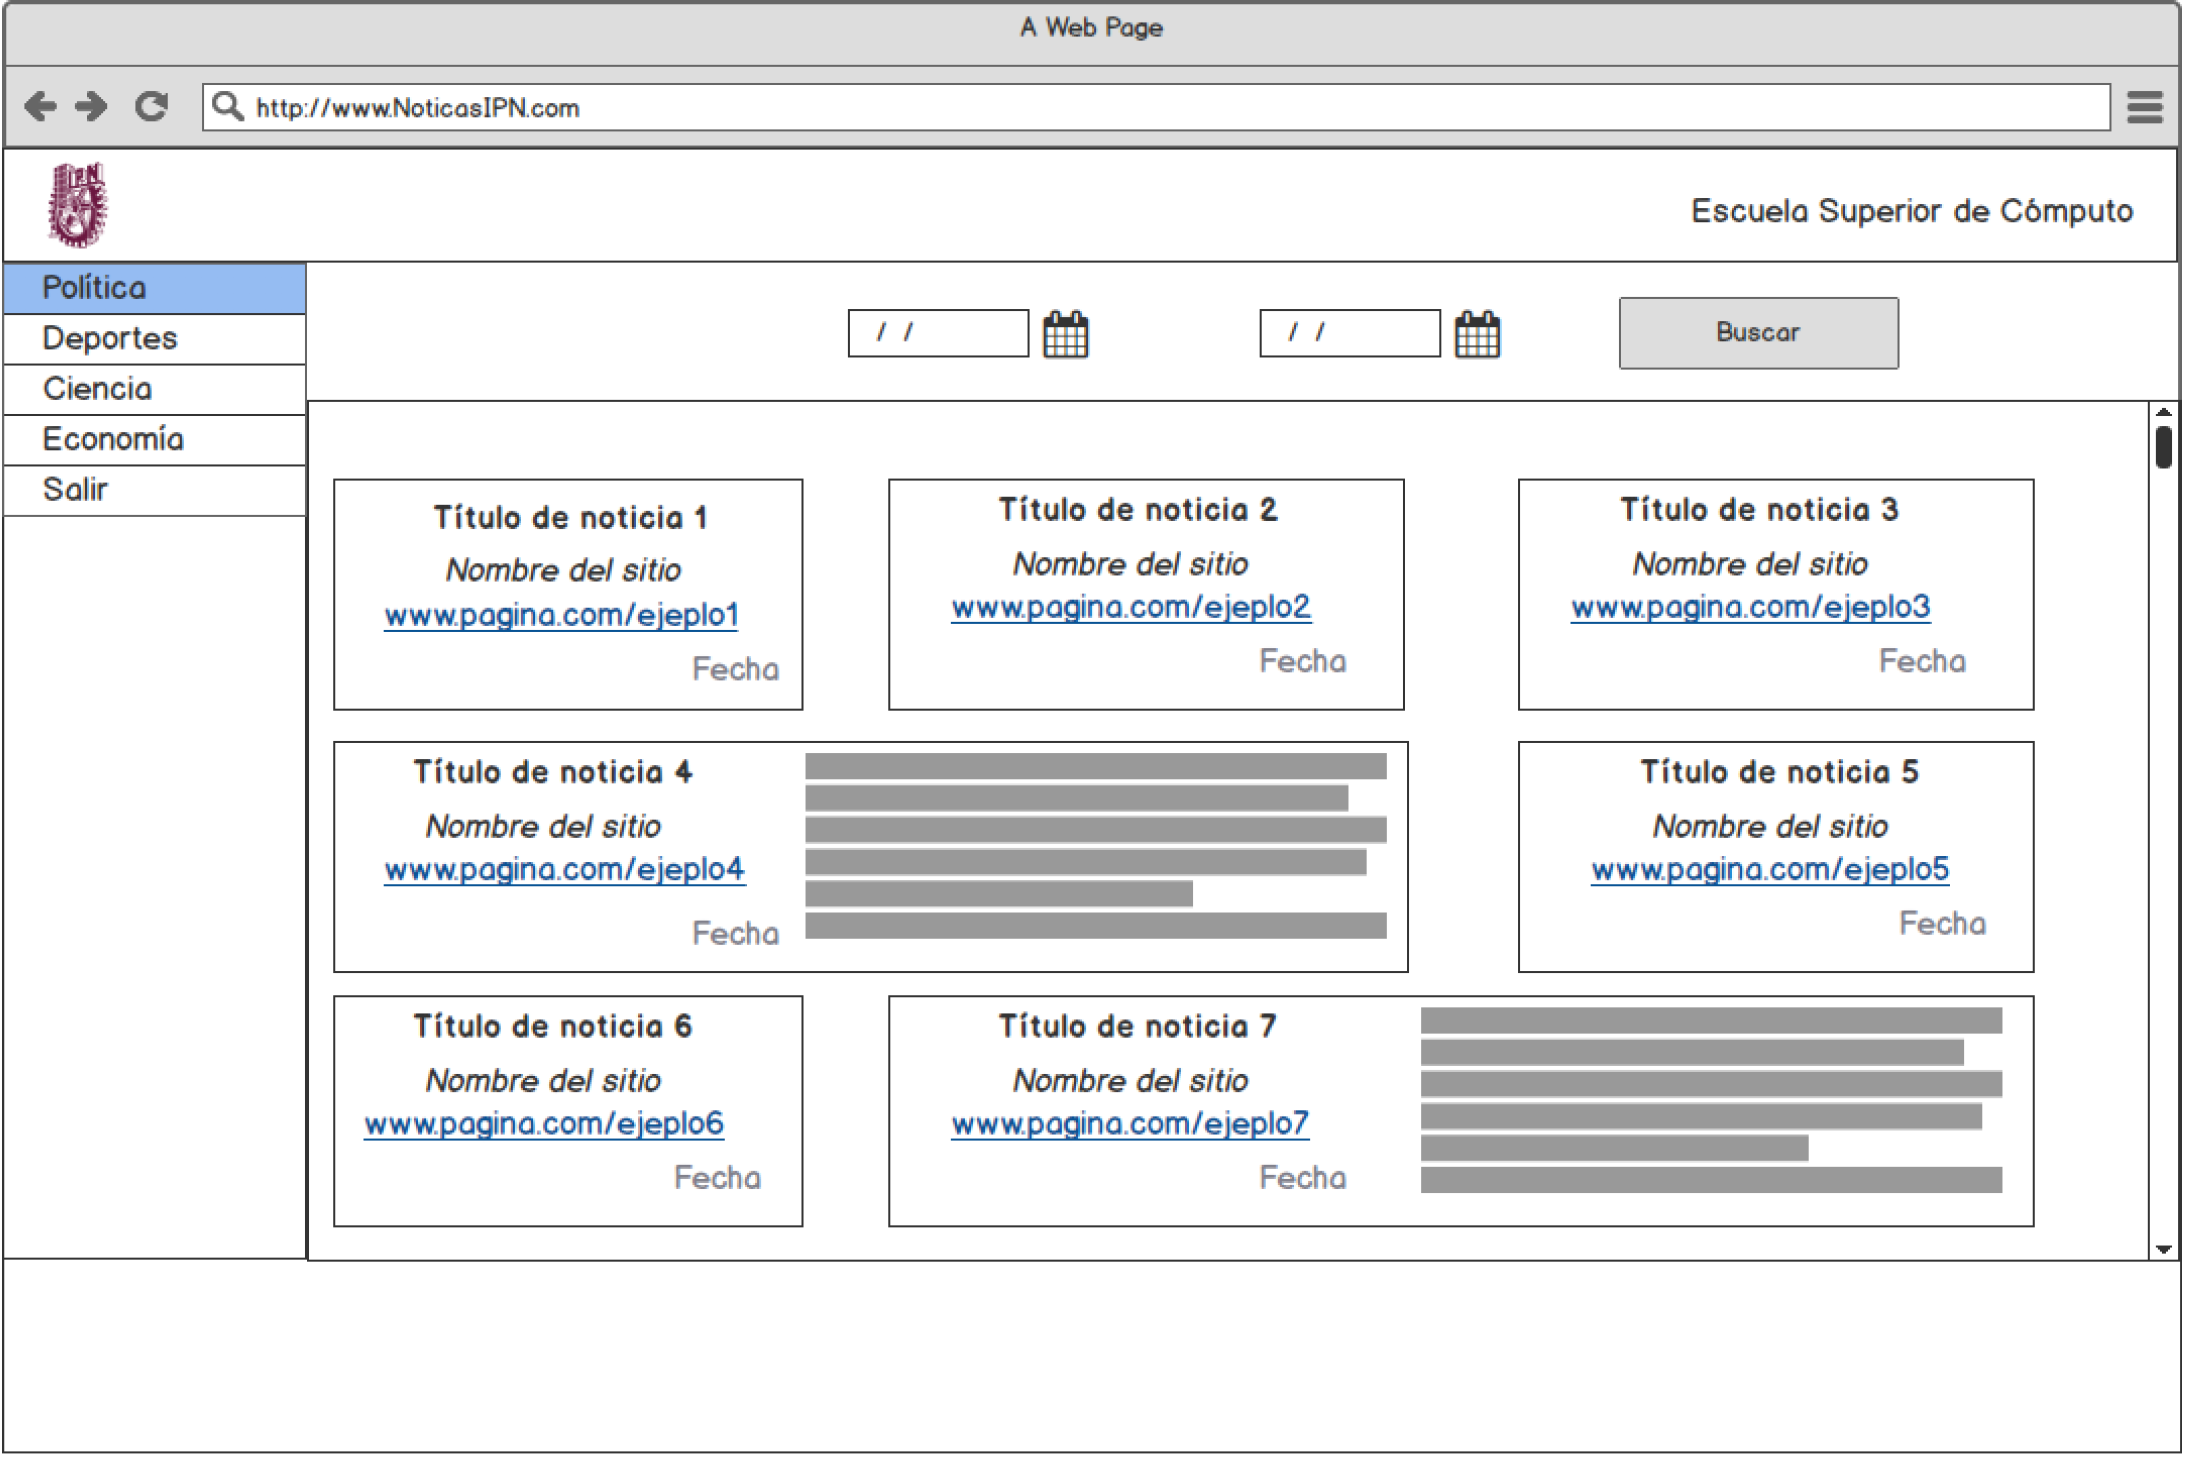 A Web Page
http://www.NoticasIPN.com
IPN
Escuela Superior de Cómputo
Política
Deportes
Ciencia
Economía
Salir
/ /
/ /
Buscar
Título de noticia 1
Nombre del sitio
www.pagina.com/ejeplo1
Fecha
Título de noticia 2
Nombre del sitio
www.pagina.com/ejeplo2
Fecha
Título de noticia 3
Nombre del sitio
www.pagina.com/ejeplo3
Fecha
Título de noticia 4
Nombre del sitio
www.pagina.com/ejeplo4
Fecha
Título de noticia 5
Nombre del sitio
www.pagina.com/ejeplo5
Fecha
Título de noticia 6
Nombre del sitio
www.pagina.com/ejeplo6
Fecha
Título de noticia 7
Nombre del sitio
www.pagina.com/ejeplo7
Fecha